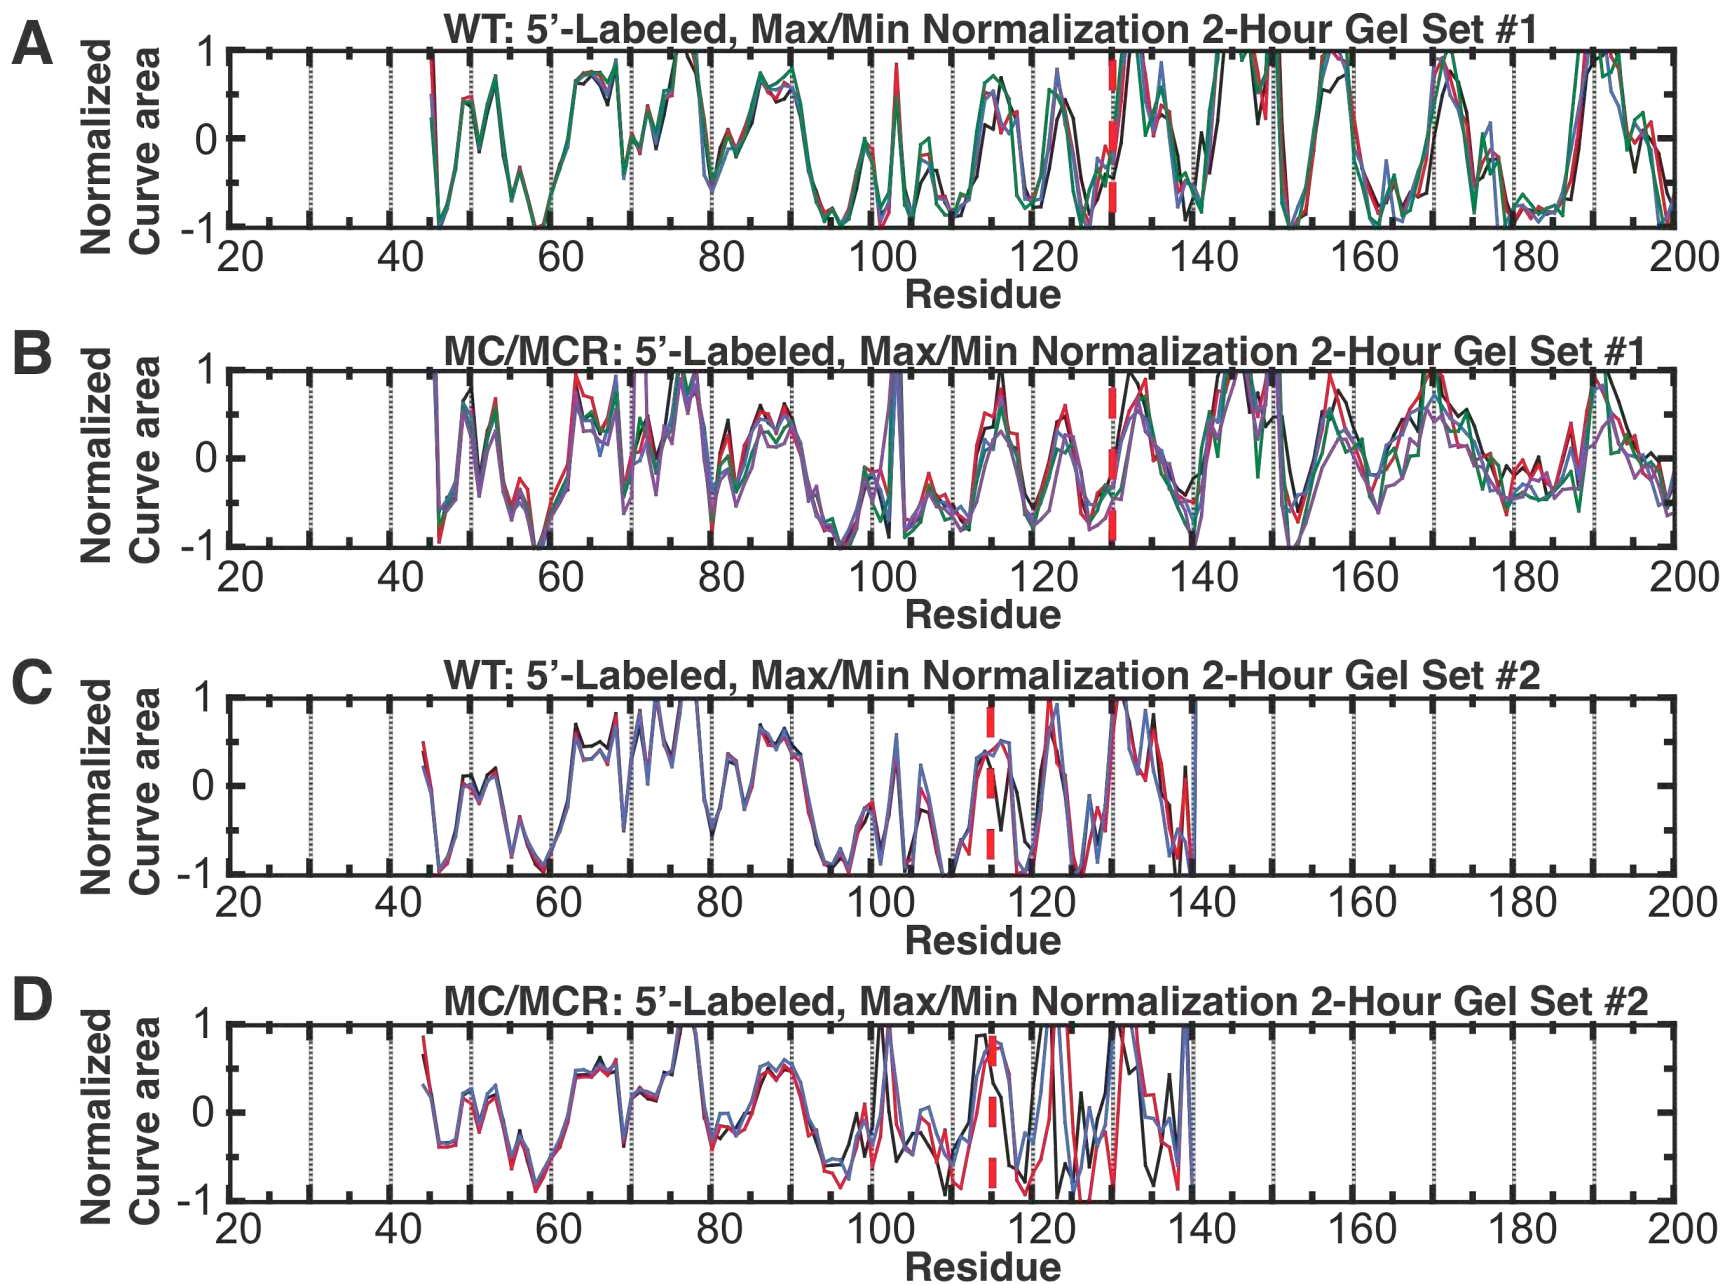 A
WT: 5’-Labeled, Max/Min Normalization 2-Hour Gel Set #1
Normalized
Curve area
1
0
-1
20 40 60 80 100 120 140 160 180 200
Residue
B
MC/MCR: 5’-Labeled, Max/Min Normalization 2-Hour Gel Set #1
Normalized
Curve area
1
0
-1
20 40 60 80 100 120 140 160 180 200
Residue
C
WT: 5’-Labeled, Max/Min Normalization 2-Hour Gel Set #2
Normalized
Curve area
1
0
-1
20 40 60 80 100 120 140 160 180 200
Residue
D
MC/MCR: 5’-Labeled, Max/Min Normalization 2-Hour Gel Set #2
Normalized
Curve area
1
0
-1
20 40 60 80 100 120 140 160 180 200
Residue